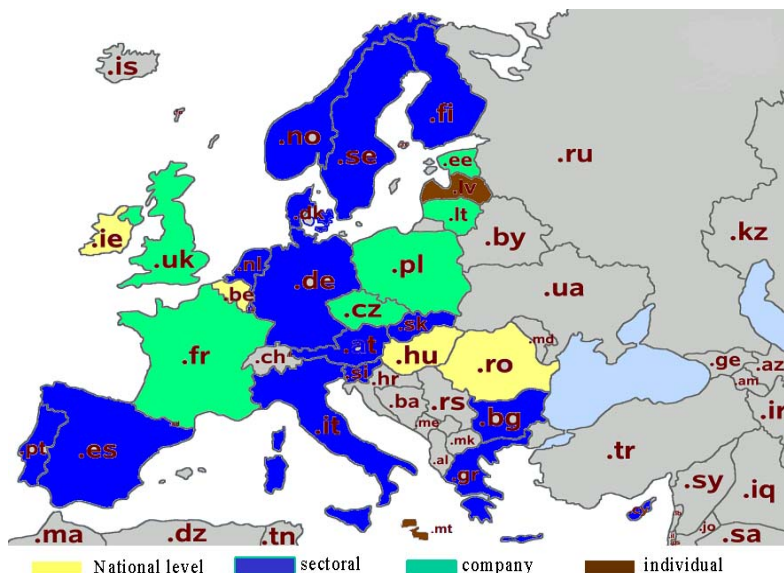 .is
.fi
.no
.se
.ru
.ee
.lv
.dk
.lt
.ie
.by
.kz
.uk
.nl
.de
.pl
.be
.ua
.cz
.sk
.fr
.at
.md
.ch
.hu
.ro
.si
.hr
.ge
.az
.ba
.rs
.am
.it
.bg
.me
.ir
.mk
.pt
.es
.al
.gr
.tr
.sy
.iq
.mt
.jo
.ma
.dz
.tn
.sa
National level
sectoral
company
individual